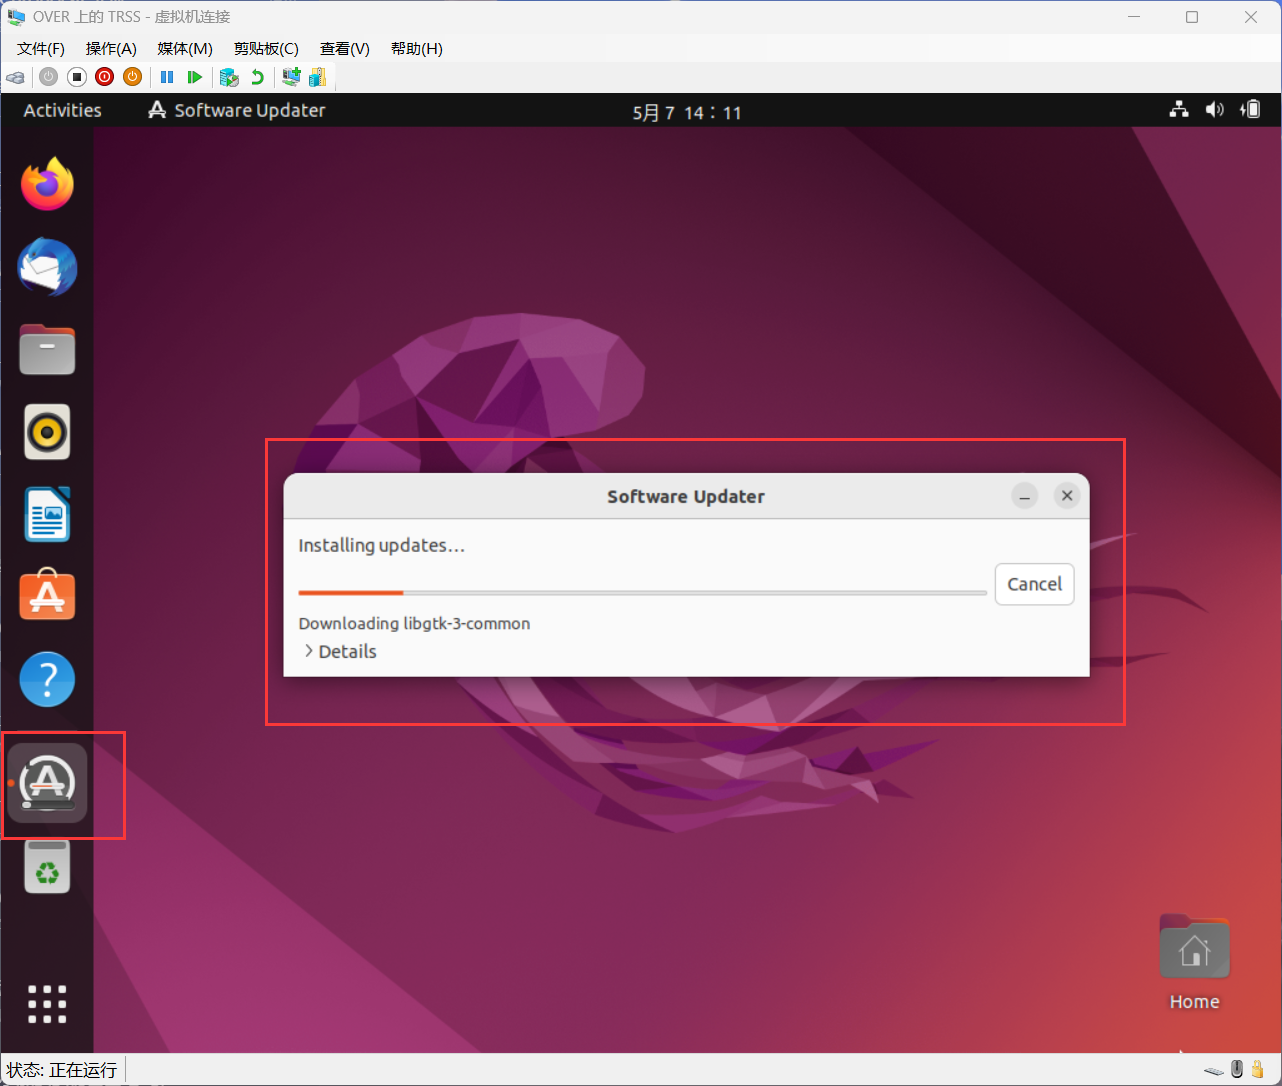 OVER 上的 TRSS - 虚拟机连接
文件(F) 操作(A) 媒体(M) 剪贴板(C) 查看(V) 帮助(H)
Activities Software Updater 5月 7 14：11
Software Updater
Installing updates…
Cancel
Downloading libgtk-3-common
Details
Home
状态: 正在运行